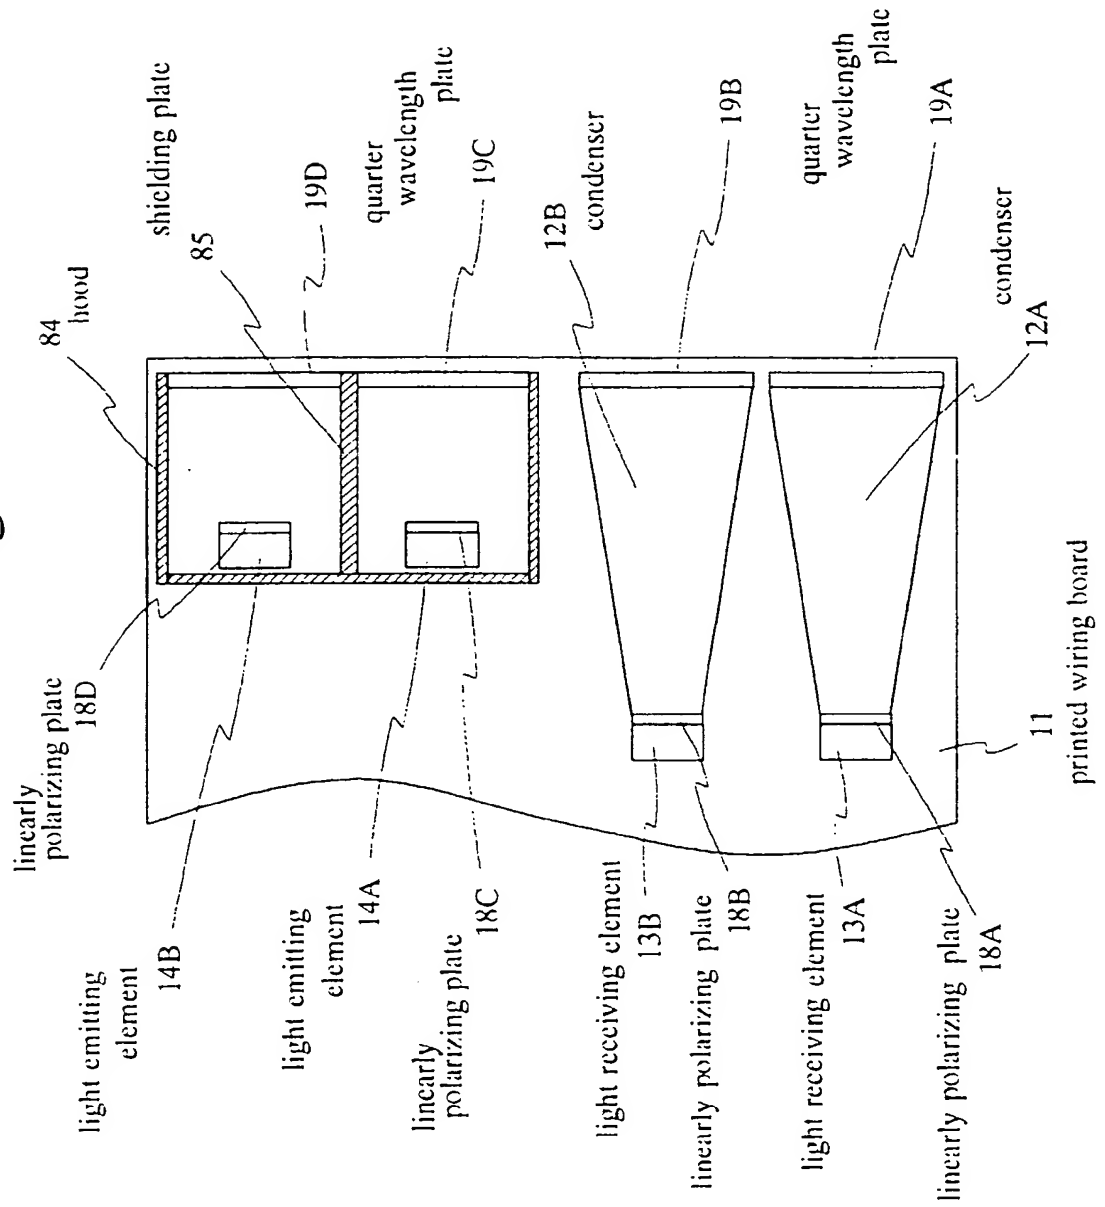 84
hood
shielding plate
85
19D
quarter
wavelength
plate
19C
12B
condenser
19B
quarter
wavelength
plate
19A
condenser
12A
linearly
polarizing plate
18D
light emitting
element
14B
light emitting
element
14A
linearly
polarizing plate
18C
light receiving element
13B
linearly polarizing plate
18B
light receiving element
13A
linearly polarizing plate
18A
11
printed wiring board